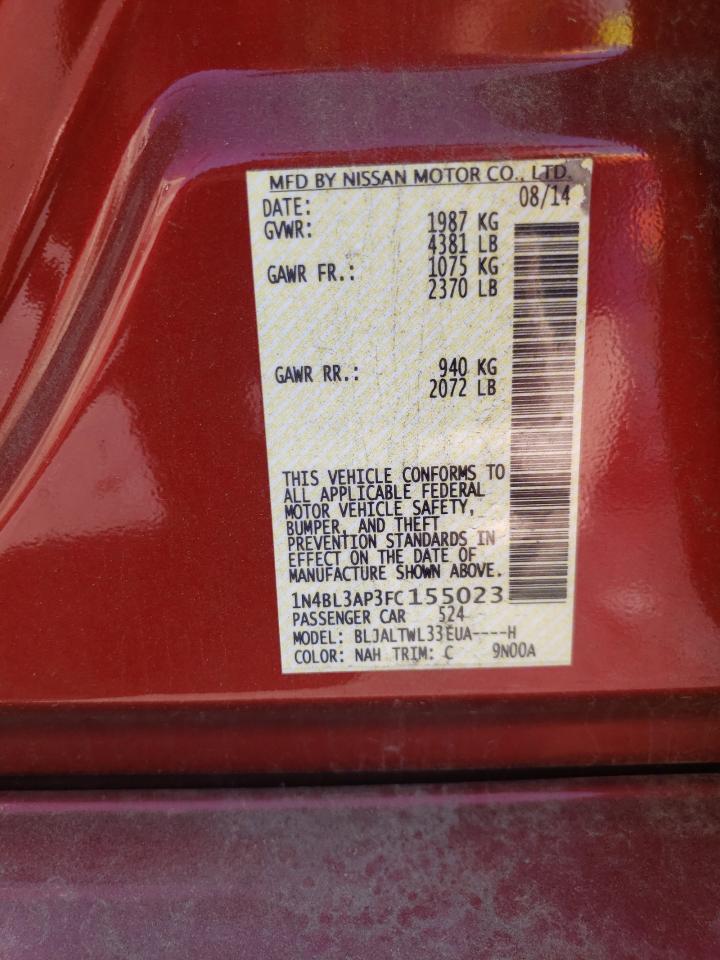 MFD BY NISSAN MOTOR CO., LTD.
DATE: 08/14
GVWR: 1987 KG
4381 LB
GAWR FR.: 1075 KG
2370 LB
GAWR RR.: 940 KG
2072 LB
THIS VEHICLE CONFORMS TO
ALL APPLICABLE FEDERAL
MOTOR VEHICLE SAFETY,
BUMPER, AND THEFT
PREVENTION STANDARDS IN
EFFECT ON THE DATE OF
MANUFACTURE SHOWN ABOVE.
1N4BL3AP3FC155023
PASSENGER CAR 524
MODEL: BLJALTWL33EUA----H
COLOR: NAH TRIM: C 9N00A